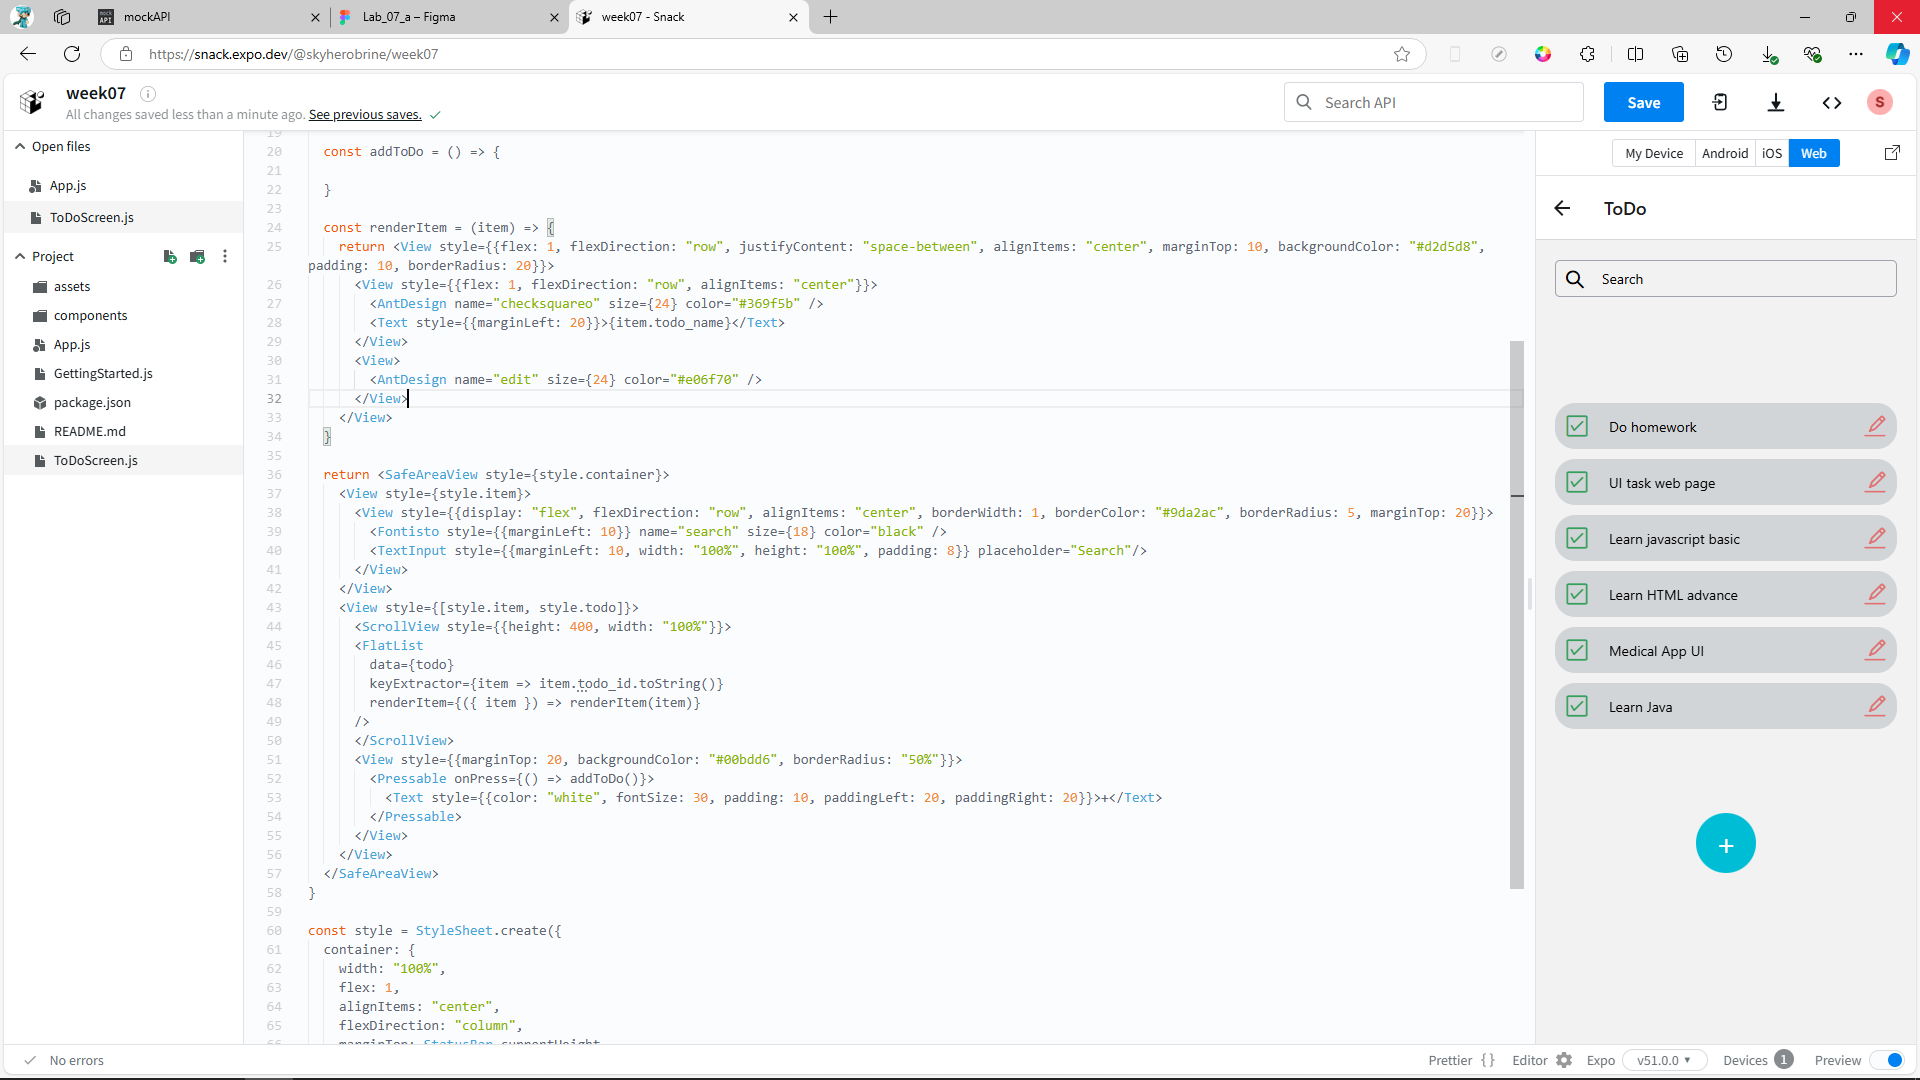 mockAPI
Lab_07_a – Figma
week07 - Snack
https://snack.expo.dev/@skyherobrine/week07
week07
All changes saved less than a minute ago. See previous saves.
Search API
Save
S
Open files
App.js
ToDoScreen.js
Project
assets
components
App.js
GettingStarted.js
package.json
README.md
ToDoScreen.js
19
20 const addToDo = () => {
21
22 }
23
24 const renderItem = (item) => {
25 return <View style={{flex: 1, flexDirection: "row", justifyContent: "space-between", alignItems: "center", marginTop: 10, backgroundColor: "#d2d5d8",
padding: 10, borderRadius: 20}}>
26 <View style={{flex: 1, flexDirection: "row", alignItems: "center"}}>
27 <AntDesign name="checksquareo" size={24} color="#369f5b" />
28 <Text style={{marginLeft: 20}}>{item.todo_name}</Text>
29 </View>
30 <View>
31 <AntDesign name="edit" size={24} color="#e06f70" />
32 </View>
33 </View>
34 }
35
36 return <SafeAreaView style={style.container}>
37 <View style={style.item}>
38 <View style={{display: "flex", flexDirection: "row", alignItems: "center", borderWidth: 1, borderColor: "#9da2ac", borderRadius: 5, marginTop: 20}}>
39 <Fontisto style={{marginLeft: 10}} name="search" size={18} color="black" />
40 <TextInput style={{marginLeft: 10, width: "100%", height: "100%", padding: 8}} placeholder="Search"/>
41 </View>
42 </View>
43 <View style={[style.item, style.todo]}>
44 <ScrollView style={{height: 400, width: "100%"}}>
45 <FlatList
46 data={todo}
47 keyExtractor={item => item.todo_id.toString()}
48 renderItem={({ item }) => renderItem(item)}
49 />
50 </ScrollView>
51 <View style={{marginTop: 20, backgroundColor: "#00bdd6", borderRadius: "50%"}}>
52 <Pressable onPress={() => addToDo()}>
53 <Text style={{color: "white", fontSize: 30, padding: 10, paddingLeft: 20, paddingRight: 20}}>+</Text>
54 </Pressable>
55 </View>
56 </View>
57 </SafeAreaView>
58 }
59
60 const style = StyleSheet.create({
61 container: {
62 width: "100%",
63 flex: 1,
64 alignItems: "center",
65 flexDirection: "column",
66 marginTop: StatusBar.currentHeight
My Device
Android
iOS
Web
ToDo
Search
Do homework
UI task web page
Learn javascript basic
Learn HTML advance
Medical App UI
Learn Java
+
No errors
Prettier { }
Editor
Expo
v51.0.0
Devices 1
Preview